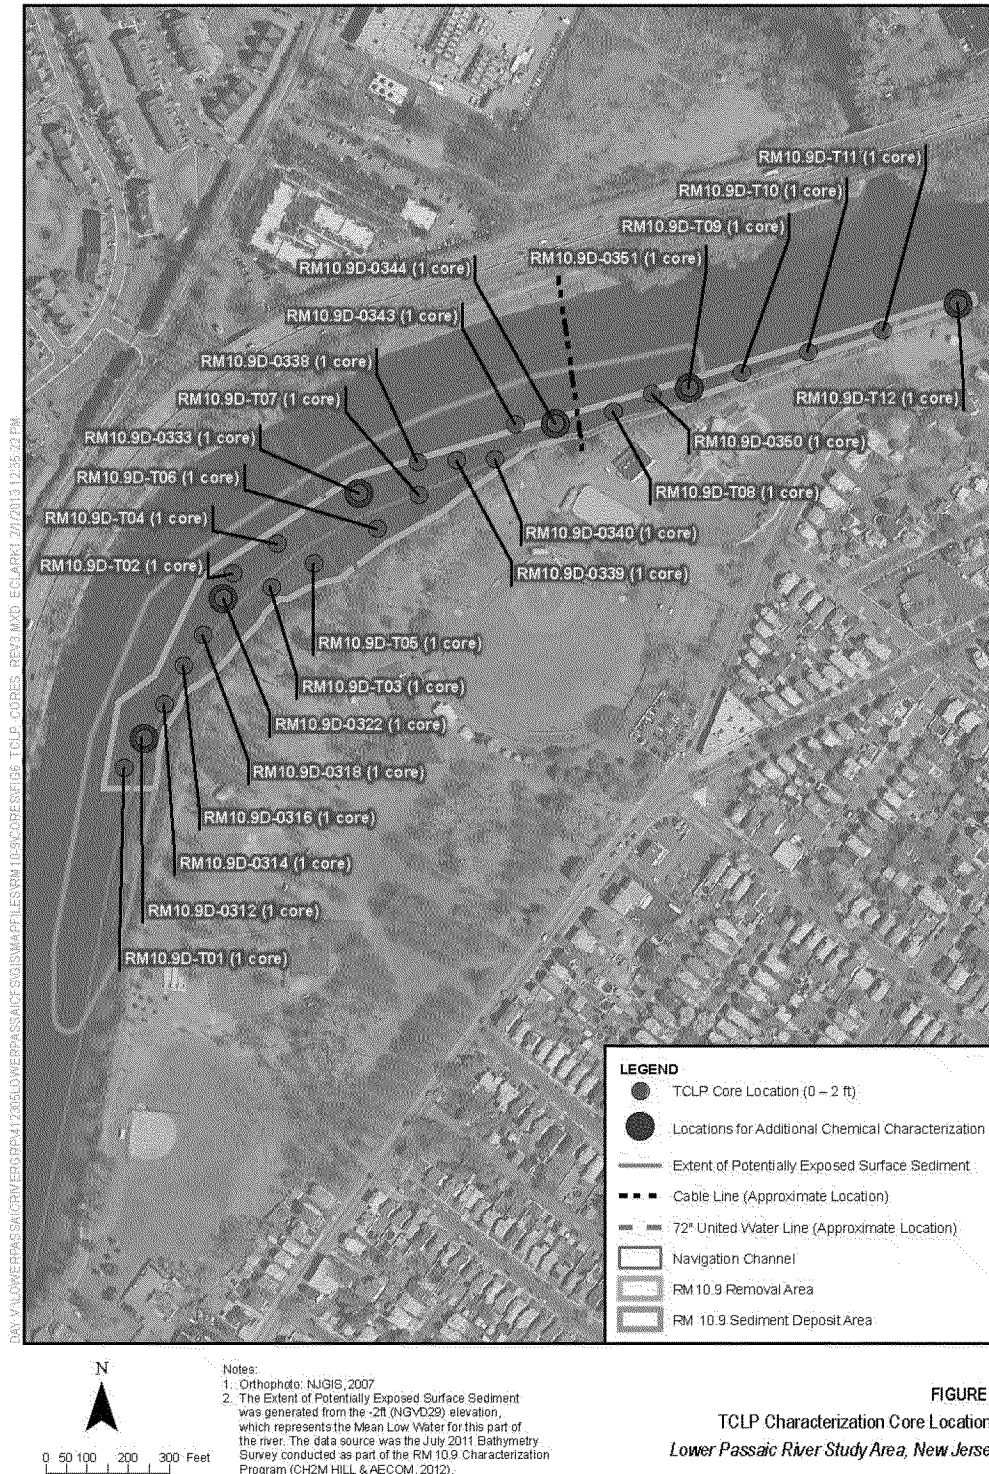 RM10.9D-T11 (1 core)
RM10.9D-T10 (1 core)
RM10.9D-T09 (1 core)
RM10.9D-0351 (1 core)
RM10.9D-0344 (1 core)
RM10.9D-0343 (1 core)
RM10.9D-0338 (1 core)
RM10.9D-T07 (1 core)
RM10.9D-T12 (1 core)
RM10.9D-0333 (1 core)
RM10.9D-0350 (1 core)
RM10.9D-T06 (1 core)
RM10.9D-T08 (1 core)
RM10.9D-T04 (1 core)
RM10.9D-0340 (1 core)
RM10.9D-T02 (1 core)
RM10.9D-0339 (1 core)
RM10.9D-T05 (1 core)
RM10.9D-T03 (1 core)
RM10.9D-0322 (1 core)
RM10.9D-0318 (1 core)
RM10.9D-0316 (1 core)
RM10.9D-0314 (1 core)
RM10.9D-0312 (1 core)
RM10.9D-T01 (1 core)
LEGEND
TCLP Core Location (0 – 2 ft)
Locations for Additional Chemical Characterization
Extent of Potentially Exposed Surface Sediment
Cable Line (Approximate Location)
72" United Water Line (Approximate Location)
Navigation Channel
RM 10.9 Removal Area
RM 10.9 Sediment Deposit Area
N
0 50 100 200 300 Feet
Notes:
1. Orthophoto: NJGIS, 2007
2. The Extent of Potentially Exposed Surface Sediment
was generated from the -2ft (NGVD29) elevation,
which represents the Mean Low Water for this part of
the river. The data source was the July 2011 Bathymetry
Survey conducted as part of the RM 10.9 Characterization
Program (CH2M HILL & AECOM, 2012).
FIGURE
TCLP Characterization Core Location
Lower Passaic River Study Area, New Jerse